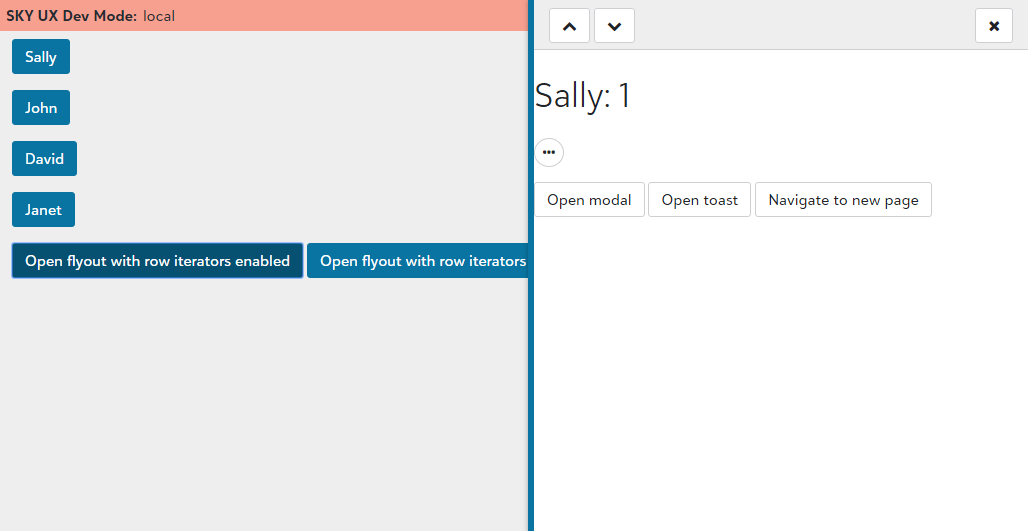 SKY UX Dev Mode: local
Sally
John
David
Janet
Open flyout with row iterators enabled
Open flyout with row iterators
Sally: 1
Open modal
Open toast
Navigate to new page